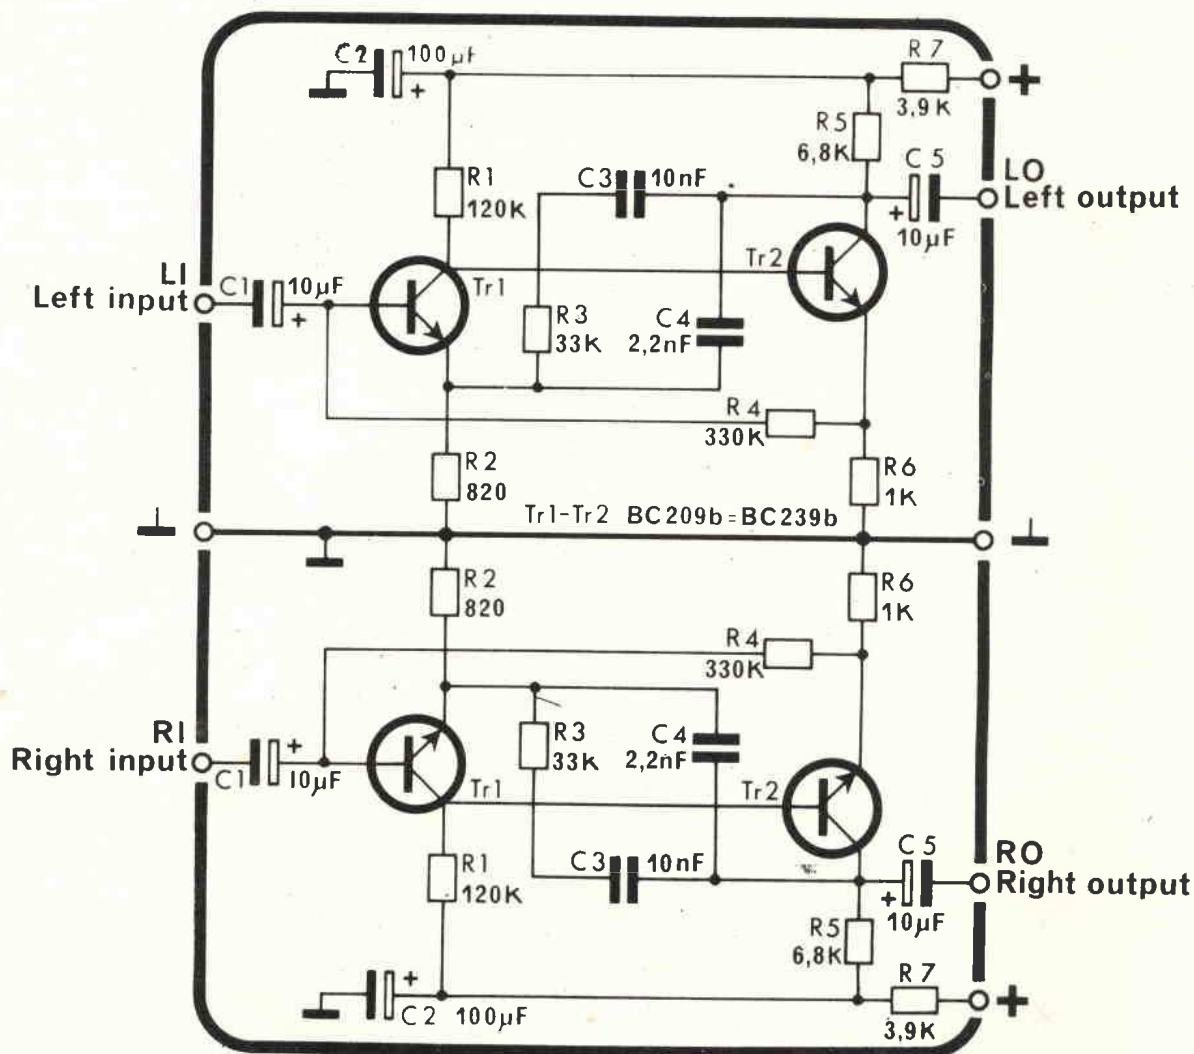 C2 100µF
+
R7
3,9K
+
R5
6,8K
C5
+
10µF
LO
Left output
R1
120K
C3 10nF
Tr2
LI
Left input
C1
10µF
+
Tr1
R3
33K
C4
2,2nF
R4
330K
R2
820
R6
1K
Tr1-Tr2 BC209b=BC239b
R2
820
R6
1K
R4
330K
RI
Right input
C1
+
10µF
Tr1
R3
33K
C4
2,2nF
Tr2
R1
120K
C3 10nF
C5
+
10µF
RO
Right output
R5
6,8K
R7
3,9K
+
+
C2 100µF